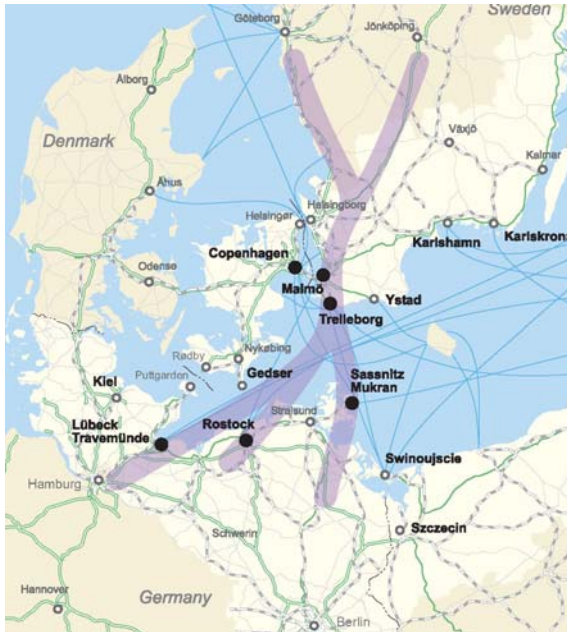 Sweden
Göteborg
Jönköping
Ålborg
Denmark
Växjö
Kalmar
Århus
Helsingborg
Helsingør
Karlshamn
Karlskrona
Copenhagen
Odense
Malmö
Ystad
Trelleborg
Nykøbing
Rødby
Sassnitz
Mukran
Puttgarden
Gedser
Kiel
Stralsund
Rostock
Lübeck
Travemünde
Swinoujscie
Hamburg
Szczecin
Schwerin
Hannover
Germany
Berlin